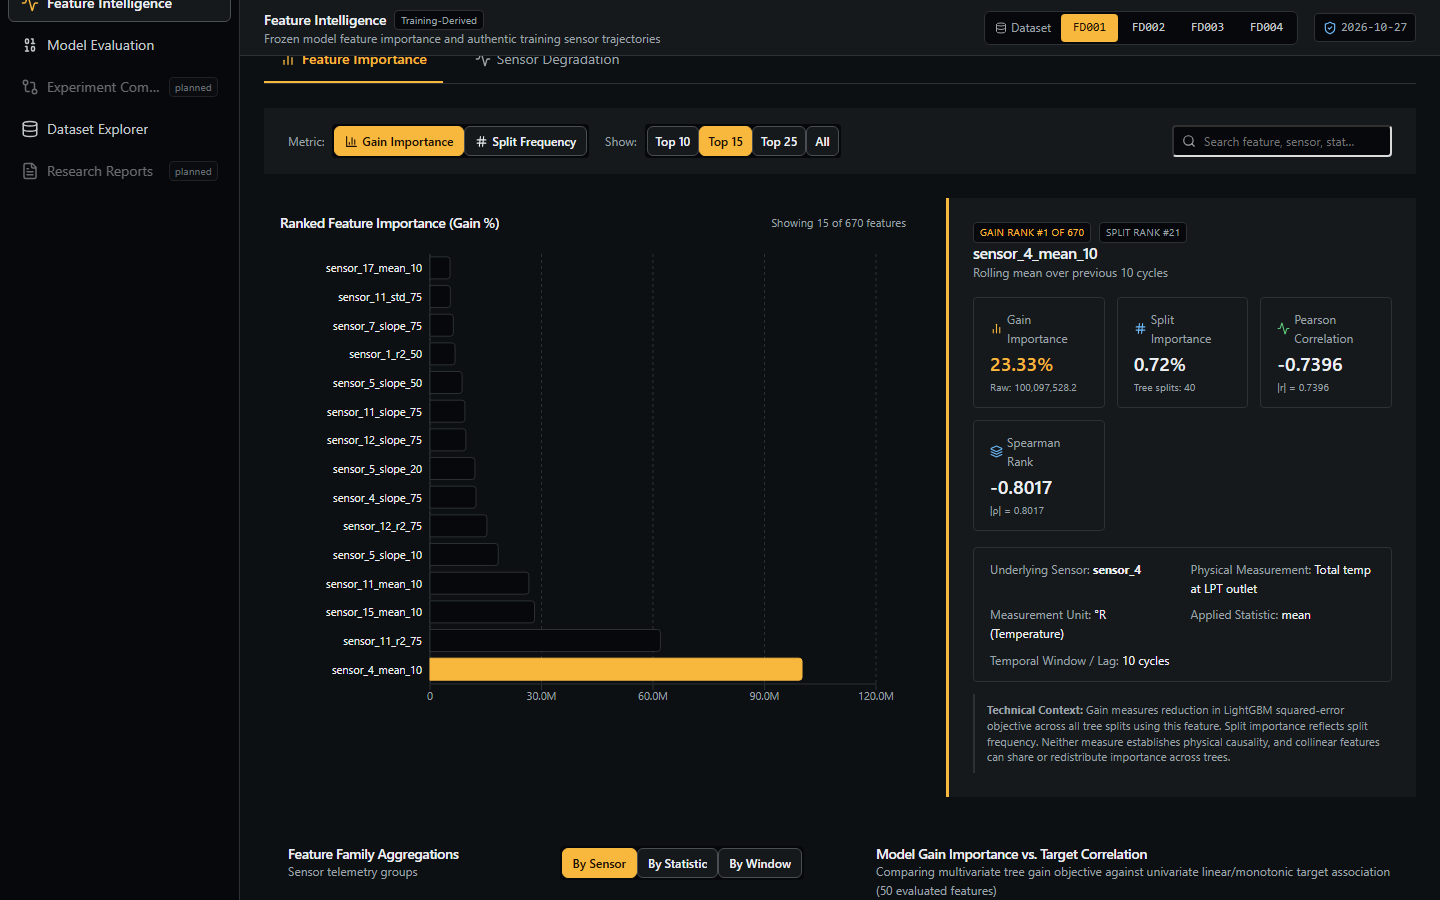 Feature Intelligence
Model Evaluation
Experiment Com... planned
Dataset Explorer
Research Reports planned
Feature Intelligence Training-Derived
Frozen model feature importance and authentic training sensor trajectories
Dataset FD001 FD002 FD003 FD004 2026-10-27
Feature Importance Sensor Degradation
Metric: Gain Importance Split Frequency Show: Top 10 Top 15 Top 25 All Search feature, sensor, stat...
Ranked Feature Importance (Gain %) Showing 15 of 670 features
sensor_17_mean_10
sensor_11_std_75
sensor_7_slope_75
sensor_1_r2_50
sensor_5_slope_50
sensor_11_slope_75
sensor_12_slope_75
sensor_5_slope_20
sensor_4_slope_75
sensor_12_r2_75
sensor_5_slope_10
sensor_11_mean_10
sensor_15_mean_10
sensor_11_r2_75
sensor_4_mean_10
0 30.0M 60.0M 90.0M 120.0M
GAIN RANK #1 OF 670 SPLIT RANK #21
sensor_4_mean_10
Rolling mean over previous 10 cycles
Gain Importance
23.33%
Raw: 100,097,528.2
Split Importance
0.72%
Tree splits: 40
Pearson Correlation
-0.7396
|r| = 0.7396
Spearman Rank
-0.8017
|ρ| = 0.8017
Underlying Sensor: sensor_4
Physical Measurement: Total temp
at LPT outlet
Measurement Unit: °R
(Temperature)
Applied Statistic: mean
Temporal Window / Lag: 10 cycles
Technical Context: Gain measures reduction in LightGBM squared-error
objective across all tree splits using this feature. Split importance reflects split
frequency. Neither measure establishes physical causality, and collinear features
can share or redistribute importance across trees.
Feature Family Aggregations
Sensor telemetry groups
By Sensor By Statistic By Window
Model Gain Importance vs. Target Correlation
Comparing multivariate tree gain objective against univariate linear/monotonic target association
(50 evaluated features)